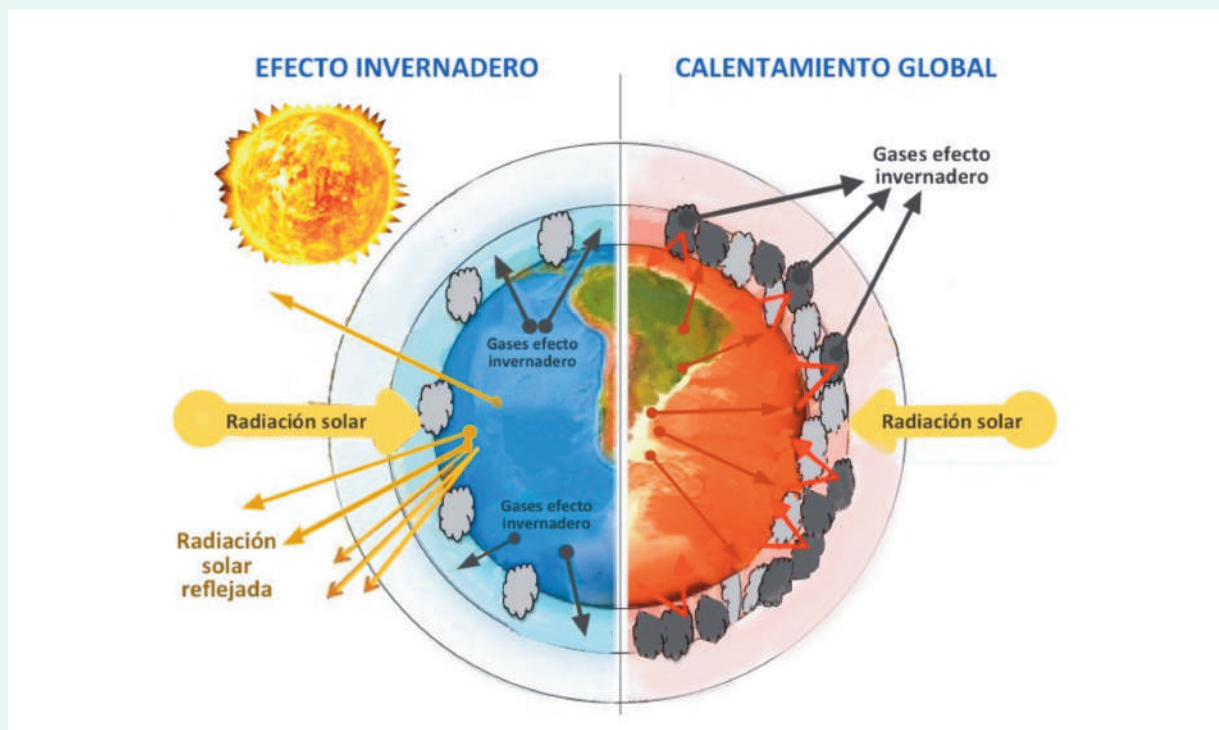 EFECTO INVERNADERO
CALENTAMIENTO GLOBAL
Gases efecto
invernadero
Gases efecto
invernadero
Radiación solar
Radiación solar
Gases efecto
invernadero
Radiación
solar
reflejada